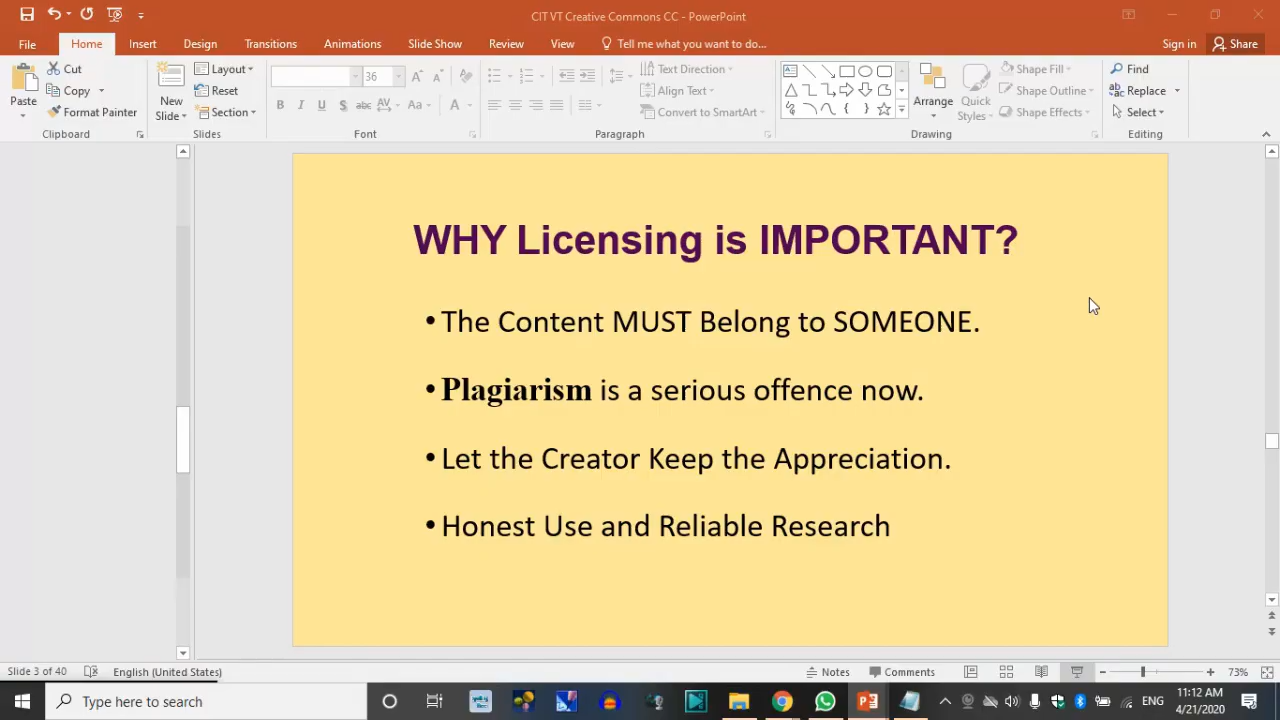 CIT VT Creative Commons CC - PowerPoint
File Home Insert Design Transitions Animations Slide Show Review View Tell me what you want to do... Sign in Share
Paste
Cut
Copy
Format Painter
Clipboard
New
Slide
Layout
Reset
Section
Slides
36
B I U S abc AV Aa A
Font
Text Direction
Align Text
Convert to SmartArt
Paragraph
Arrange
Quick
Styles
Shape Fill
Shape Outline
Shape Effects
Drawing
Find
Replace
Select
Editing
WHY Licensing is IMPORTANT?
• The Content MUST Belong to SOMEONE.
• Plagiarism is a serious offence now.
• Let the Creator Keep the Appreciation.
• Honest Use and Reliable Research
Slide 3 of 40 English (United States) Notes Comments 73%
Type here to search
ENG
11:12 AM
4/21/2020